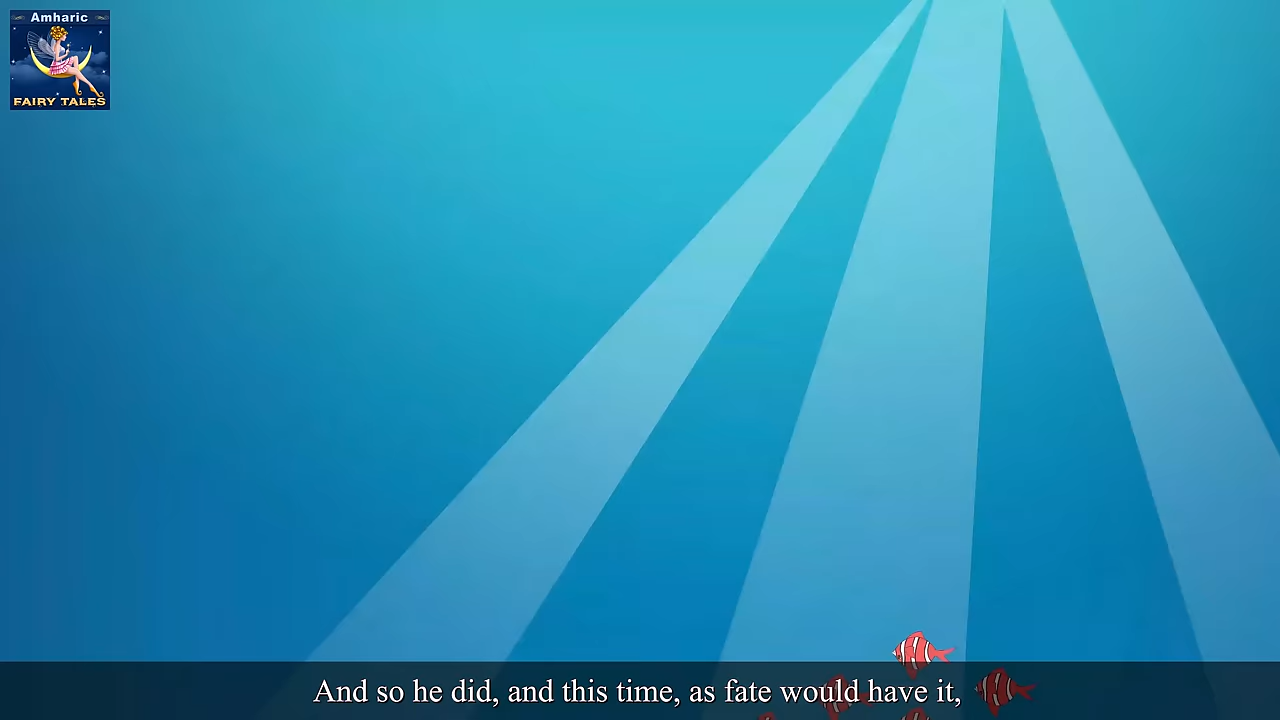 Amharic
FAIRY TALES
And so he did, and this time, as fate would have it,